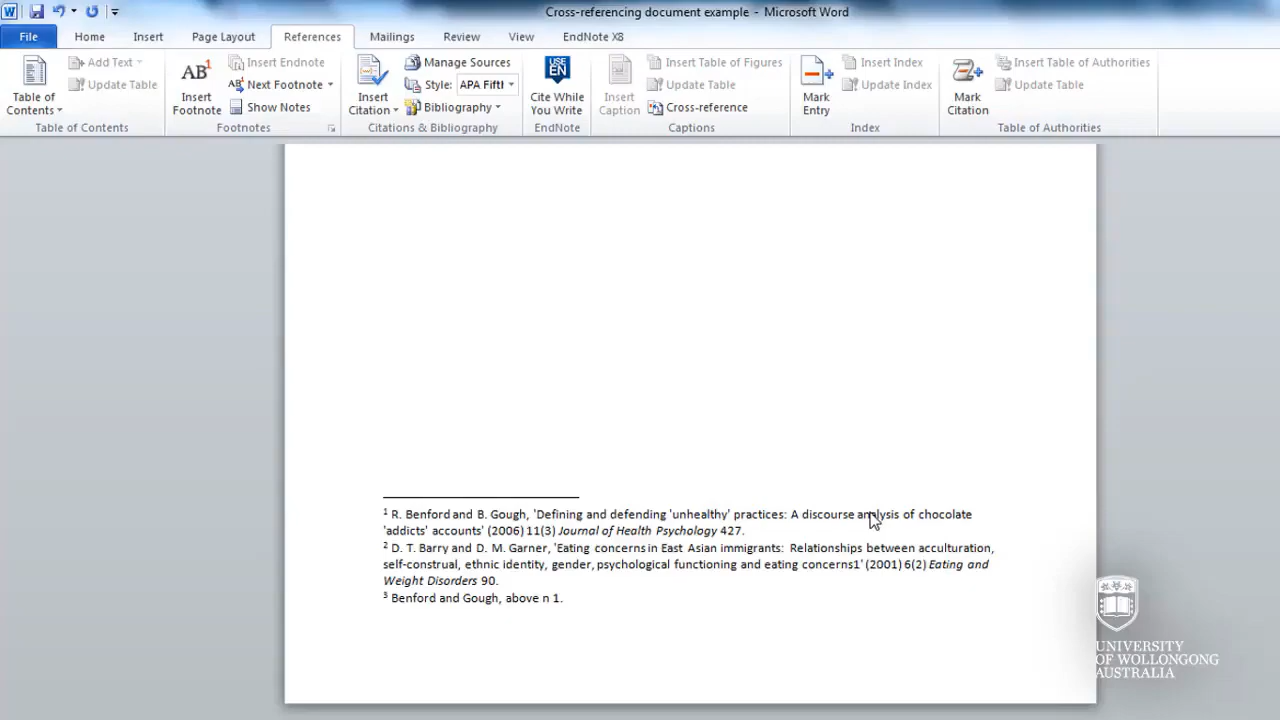 Cross-referencing document example - Microsoft Word
File Home Insert Page Layout References Mailings Review View EndNote X8
Add Text Insert Endnote Manage Sources Insert Table of Figures Insert Index Insert Table of Authorities
Update Table Next Footnote Style: APA Fift Update Table Update Index Update Table
Table of Contents Insert Footnote Show Notes Insert Citation Bibliography Cite While You Write Insert Caption Cross-reference Mark Entry Mark Citation
Table of Contents Footnotes Citations & Bibliography EndNote Captions Index Table of Authorities
1 R. Benford and B. Gough, 'Defining and defending 'unhealthy' practices: A discourse analysis of chocolate
'addicts' accounts' (2006) 11(3) Journal of Health Psychology 427.
2 D. T. Barry and D. M. Garner, 'Eating concerns in East Asian immigrants: Relationships between acculturation,
self-construal, ethnic identity, gender, psychological functioning and eating concerns1' (2001) 6(2) Eating and
Weight Disorders 90.
3 Benford and Gough, above n 1.
UNIVERSITY
OF WOLLONGONG
AUSTRALIA